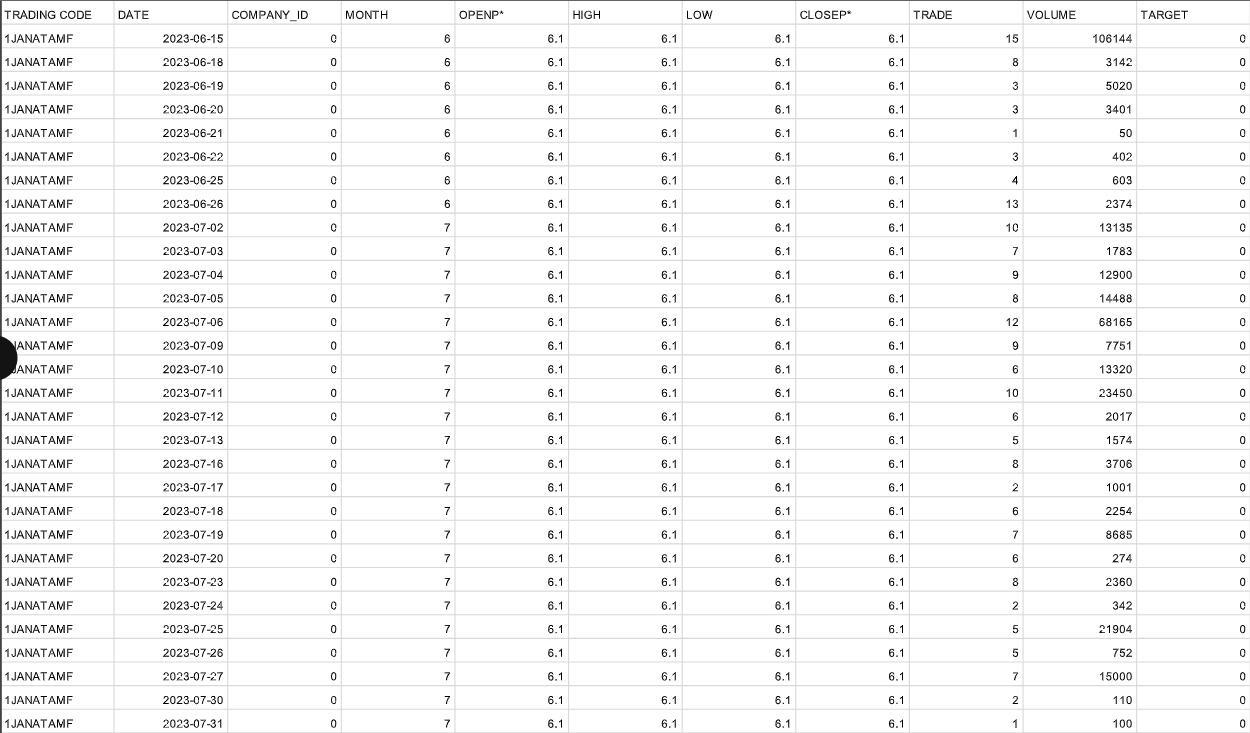 TRADING CODE DATE COMPANY_ID MONTH OPENP* HIGH LOW CLOSEP* TRADE VOLUME TARGET
1JANATAMF 2023-06-15 0 6 6.1 6.1 6.1 6.1 15 106144 0
1JANATAMF 2023-06-18 0 6 6.1 6.1 6.1 6.1 8 3142 0
1JANATAMF 2023-06-19 0 6 6.1 6.1 6.1 6.1 3 5020 0
1JANATAMF 2023-06-20 0 6 6.1 6.1 6.1 6.1 3 3401 0
1JANATAMF 2023-06-21 0 6 6.1 6.1 6.1 6.1 1 50 0
1JANATAMF 2023-06-22 0 6 6.1 6.1 6.1 6.1 3 402 0
1JANATAMF 2023-06-25 0 6 6.1 6.1 6.1 6.1 4 603 0
1JANATAMF 2023-06-26 0 6 6.1 6.1 6.1 6.1 13 2374 0
1JANATAMF 2023-07-02 0 7 6.1 6.1 6.1 6.1 10 13135 0
1JANATAMF 2023-07-03 0 7 6.1 6.1 6.1 6.1 7 1783 0
1JANATAMF 2023-07-04 0 7 6.1 6.1 6.1 6.1 9 12900 0
1JANATAMF 2023-07-05 0 7 6.1 6.1 6.1 6.1 8 14488 0
1JANATAMF 2023-07-06 0 7 6.1 6.1 6.1 6.1 12 68165 0
JANATAMF 2023-07-09 0 7 6.1 6.1 6.1 6.1 9 7751 0
JANATAMF 2023-07-10 0 7 6.1 6.1 6.1 6.1 6 13320 0
1JANATAMF 2023-07-11 0 7 6.1 6.1 6.1 6.1 10 23450 0
1JANATAMF 2023-07-12 0 7 6.1 6.1 6.1 6.1 6 2017 0
1JANATAMF 2023-07-13 0 7 6.1 6.1 6.1 6.1 5 1574 0
1JANATAMF 2023-07-16 0 7 6.1 6.1 6.1 6.1 8 3706 0
1JANATAMF 2023-07-17 0 7 6.1 6.1 6.1 6.1 2 1001 0
1JANATAMF 2023-07-18 0 7 6.1 6.1 6.1 6.1 6 2254 0
1JANATAMF 2023-07-19 0 7 6.1 6.1 6.1 6.1 7 8685 0
1JANATAMF 2023-07-20 0 7 6.1 6.1 6.1 6.1 6 274 0
1JANATAMF 2023-07-23 0 7 6.1 6.1 6.1 6.1 8 2360 0
1JANATAMF 2023-07-24 0 7 6.1 6.1 6.1 6.1 2 342 0
1JANATAMF 2023-07-25 0 7 6.1 6.1 6.1 6.1 5 21904 0
1JANATAMF 2023-07-26 0 7 6.1 6.1 6.1 6.1 5 752 0
1JANATAMF 2023-07-27 0 7 6.1 6.1 6.1 6.1 7 15000 0
1JANATAMF 2023-07-30 0 7 6.1 6.1 6.1 6.1 2 110 0
1JANATAMF 2023-07-31 0 7 6.1 6.1 6.1 6.1 1 100 0